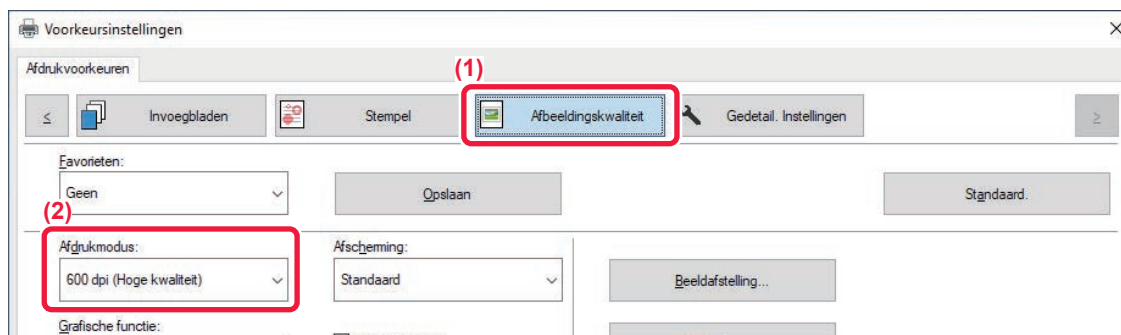 Voorkeursinstellingen
Afdrukvoorkeuren
(1)
< Invoegbladen Stempel Afbeeldingskwaliteit Gedetail. Instellingen >
Favorieten:
Geen Opslaan Standaard.
(2)
Afdrukmodus: Afscherming:
600 dpi (Hoge kwaliteit) Standaard Beeldafstelling...
Grafische functie: